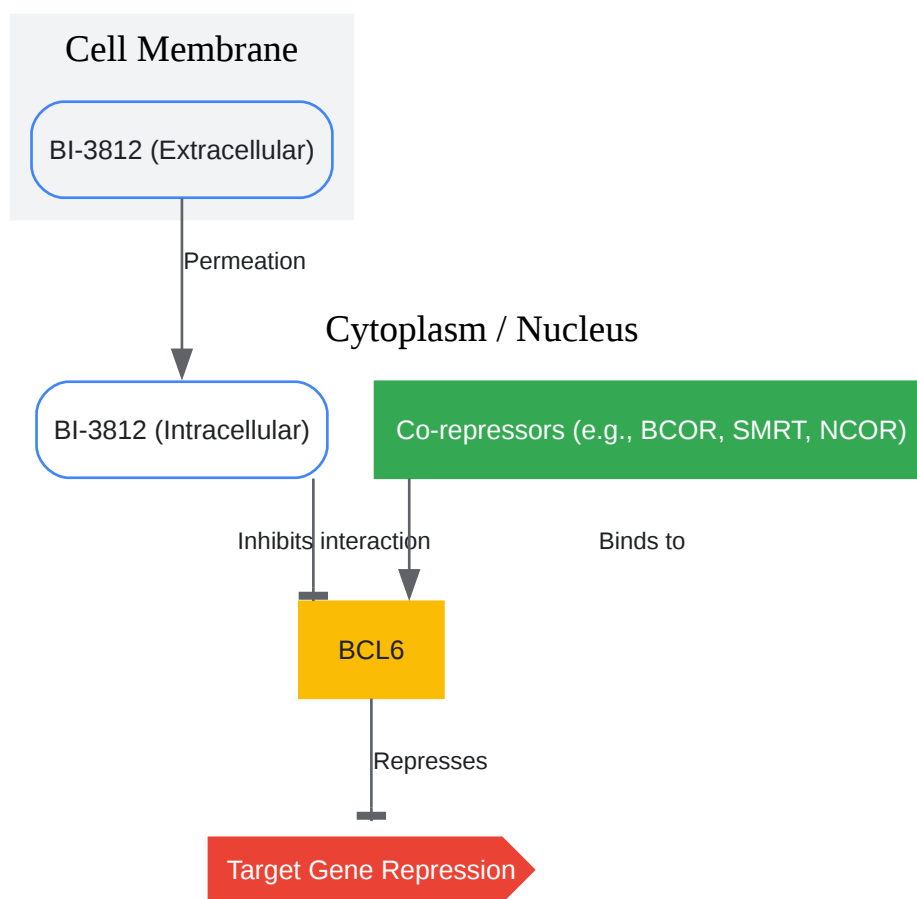 Cell Membrane
BI-3812 (Extracellular)
Permeation
Cytoplasm / Nucleus
BI-3812 (Intracellular)
Co-repressors (e.g., BCOR, SMRT, NCOR)
Inhibits interaction
Binds to
BCL6
Represses
Target Gene Repression